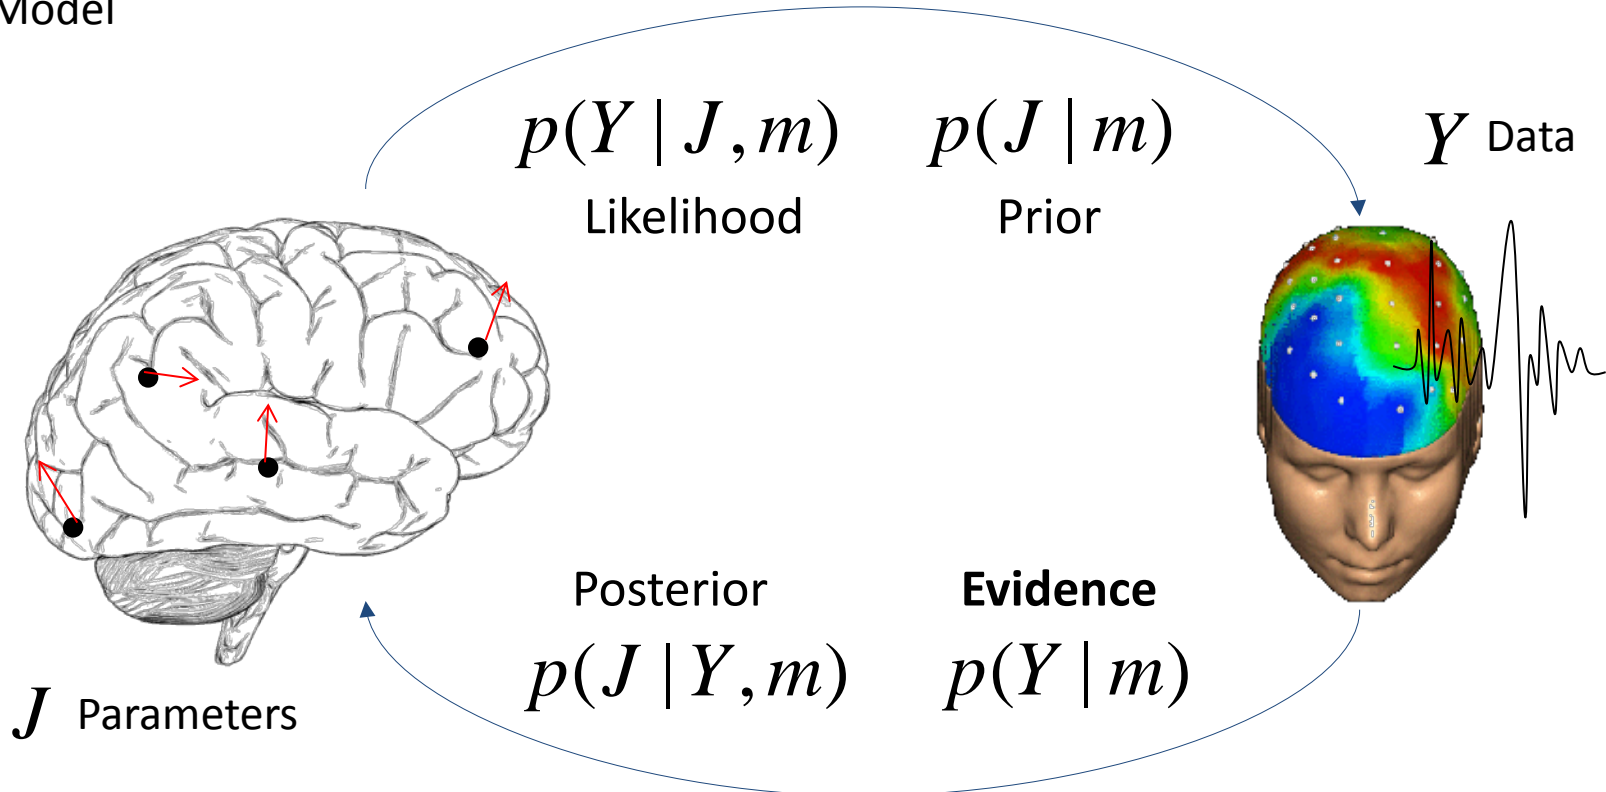 Model
p(Y | J, m) p(J | m)
Y Data
Likelihood Prior
Posterior Evidence
p(J | Y, m) p(Y | m)
J Parameters